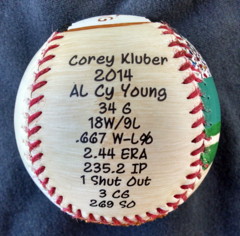 Corey Kluber
2014
AL Cy Young
34 G
18W/9L
.667 W-L%
2.44 ERA
235.2 IP
1 Shut Out
3 CG
269 SO